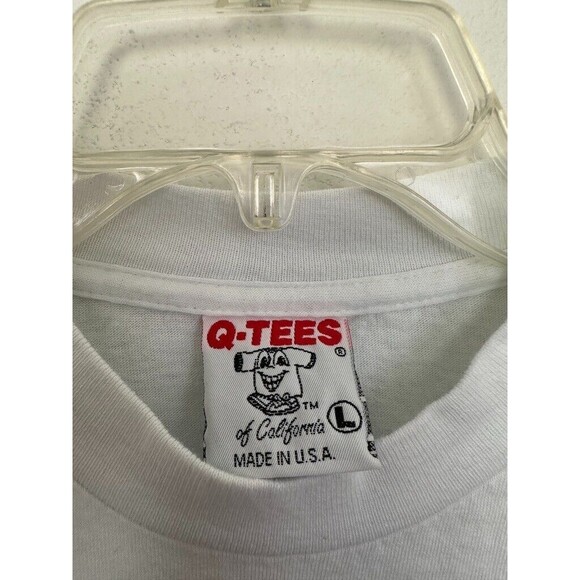 Q-TEES
®
TM
of California L
MADE IN U.S.A.